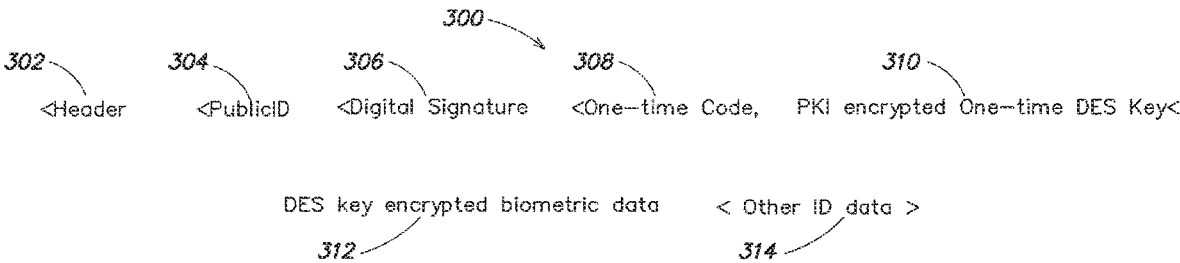 300
302 304 306 308 310
<Header <PublicID <Digital Signature <One-time Code, PKI encrypted One-time DES Key<
DES key encrypted biometric data < Other ID data >
312 314